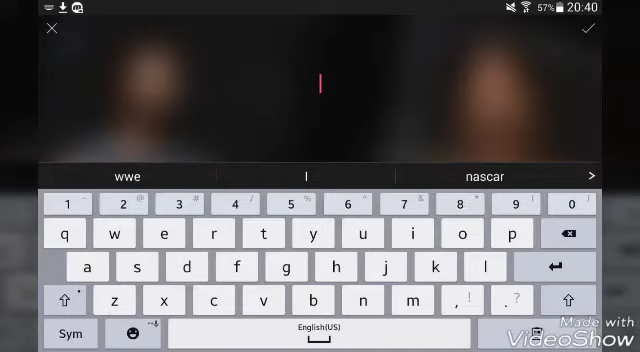 57% 20:40
wwe I nascar >
1 - 2 @ 3 # 4 / 5 % 6 ^ 7 & 8 * 9 ( 0 )
q w e r t y u i o p
a s d f g h j k l
z x c v b n m , ! . ?
Sym English(US)
Made with
VideoShow